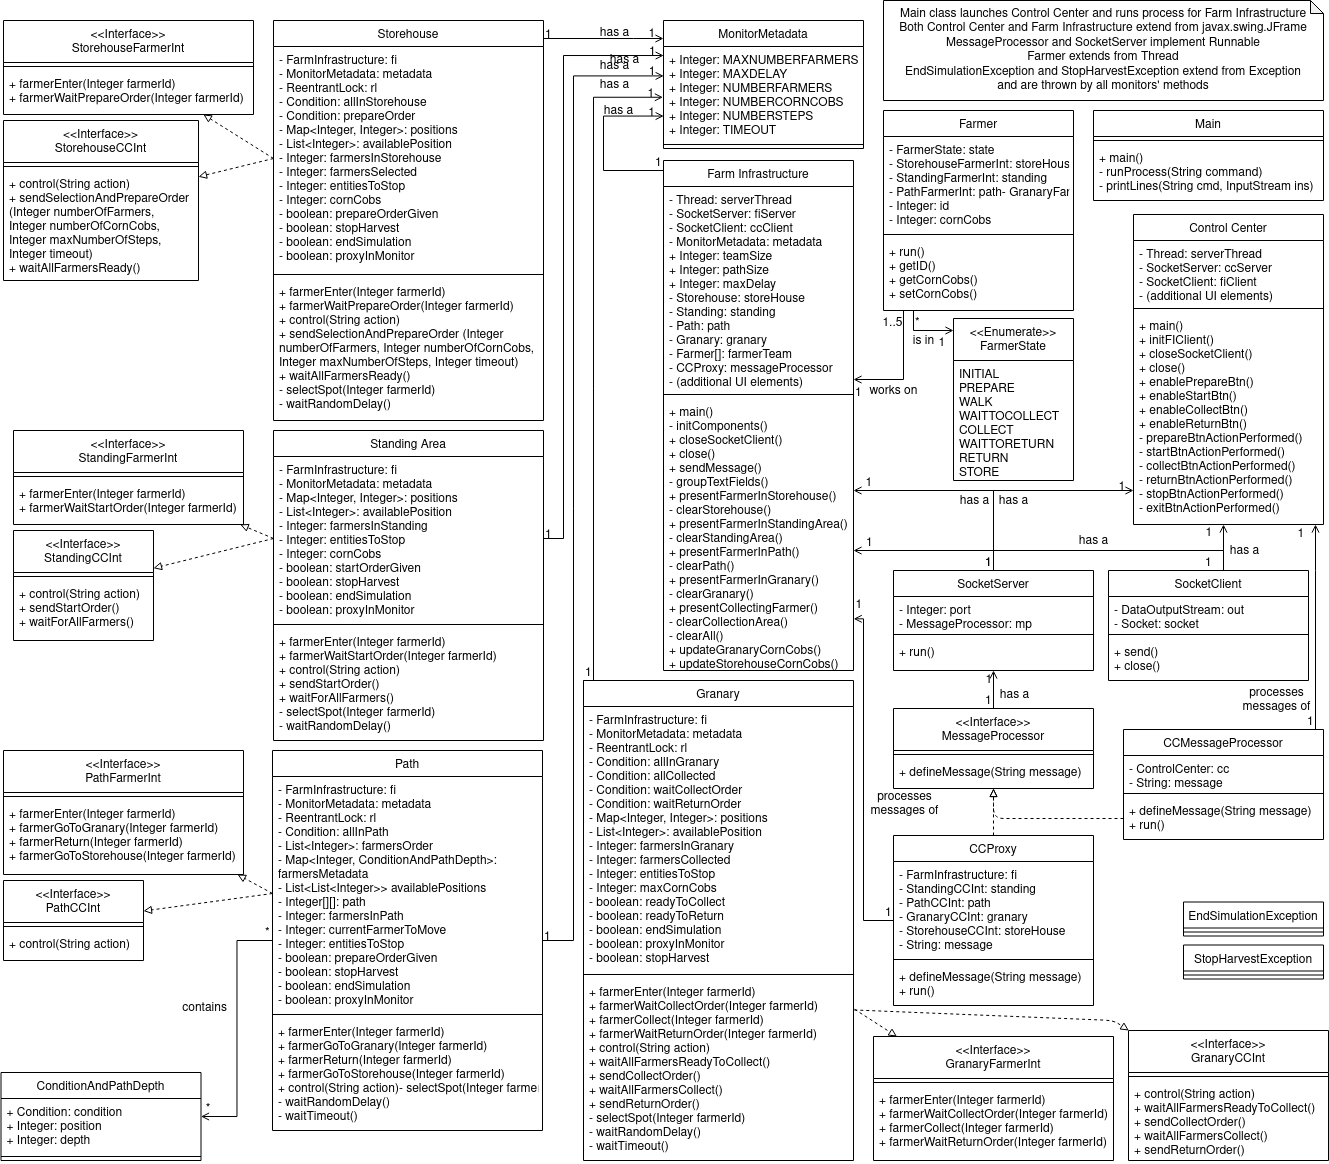 Main class launches Control Center and runs process for Farm Infrastructure
Both Control Center and Farm Infrastructure extend from javax.swing.JFrame
MessageProcessor and SocketServer implement Runnable
Farmer extends from Thread
EndSimulationException and StopHarvestException extend from Exception
and are thrown by all monitors' methods
<<Interface>>
StorehouseFarmerInt
+ farmerEnter(Integer farmerId)
+ farmerWaitPrepareOrder(Integer farmerId)
<<Interface>>
StorehouseCCInt
+ control(String action)
+ sendSelectionAndPrepareOrder
(Integer numberOfFarmers,
Integer numberOfCornCobs,
Integer maxNumberOfSteps,
Integer timeout)
+ waitAllFarmersReady()
Storehouse
- FarmInfrastructure: fi
- MonitorMetadata: metadata
- ReentrantLock: rl
- Condition: allInStorehouse
- Condition: prepareOrder
- Map<Integer, Integer>: positions
- List<Integer>: availablePosition
- Integer: farmersInStorehouse
- Integer: farmersSelected
- Integer: entitiesToStop
- Integer: cornCobs
- boolean: prepareOrderGiven
- boolean: stopHarvest
- boolean: endSimulation
- boolean: proxyInMonitor
+ farmerEnter(Integer farmerId)
+ farmerWaitPrepareOrder(Integer farmerId)
+ control(String action)
+ sendSelectionAndPrepareOrder (Integer
numberOfFarmers, Integer numberOfCornCobs,
Integer maxNumberOfSteps, Integer timeout)
+ waitAllFarmersReady()
- selectSpot(Integer farmerId)
- waitRandomDelay()
1
has a
1
has a
1
has a
1
has a
1
has a
1
MonitorMetadata
+ Integer: MAXNUMBERFARMERS
+ Integer: MAXDELAY
+ Integer: NUMBERFARMERS
+ Integer: NUMBERCORNCOBS
+ Integer: NUMBERSTEPS
+ Integer: TIMEOUT
1
Farm Infrastructure
- Thread: serverThread
- SocketServer: fiServer
- SocketClient: ccClient
- MonitorMetadata: metadata
+ Integer: teamSize
+ Integer: pathSize
+ Integer: maxDelay
- Storehouse: storeHouse
- Standing: standing
- Path: path
- Granary: granary
- Farmer[]: farmerTeam
- CCProxy: messageProcessor
- (additional UI elements)
+ main()
- initComponents()
+ closeSocketClient()
+ close()
+ sendMessage()
- groupTextFields()
+ presentFarmerInStorehouse()
- clearStorehouse()
+ presentFarmerInStandingArea()
- clearStandingArea()
+ presentFarmerInPath()
- clearPath()
+ presentFarmerInGranary()
- clearGranary()
+ presentCollectingFarmer()
- clearCollectionArea()
- clearAll()
+ updateGranaryCornCobs()
+ updateStorehouseCornCobs()
Farmer
- FarmerState: state
- StorehouseFarmerInt: storeHous
- StandingFarmerInt: standing
- PathFarmerInt: path- GranaryFar
- Integer: id
- Integer: cornCobs
+ run()
+ getID()
+ getCornCobs()
+ setCornCobs()
1..5
*
is in
1
1
works on
<<Enumerate>>
FarmerState
INITIAL
PREPARE
WALK
WAITTOCOLLECT
COLLECT
WAITTORETURN
RETURN
STORE
Main
+ main()
- runProcess(String command)
- printLines(String cmd, InputStream ins)
Control Center
- Thread: serverThread
- SocketServer: ccServer
- SocketClient: fiClient
- (additional UI elements)
+ main()
+ initFIClient()
+ closeSocketClient()
+ close()
+ enablePrepareBtn()
+ enableStartBtn()
+ enableCollectBtn()
+ enableReturnBtn()
- prepareBtnActionPerformed()
- startBtnActionPerformed()
- collectBtnActionPerformed()
- returnBtnActionPerformed()
- stopBtnActionPerformed()
- exitBtnActionPerformed()
1
has a
has a
1
1
1
has a
1
has a
1
1
1
SocketServer
- Integer: port
- MessageProcessor: mp
+ run()
SocketClient
- DataOutputStream: out
- Socket: socket
+ send()
+ close()
1
has a
1
<<Interface>>
MessageProcessor
+ defineMessage(String message)
processes
messages of
1
CCMessageProcessor
- ControlCenter: cc
- String: message
+ defineMessage(String message)
+ run()
processes
messages of
1
1
CCProxy
- FarmInfrastructure: fi
- StandingCCInt: standing
- PathCCInt: path
- GranaryCCInt: granary
- StorehouseCCInt: storeHouse
- String: message
+ defineMessage(String message)
+ run()
EndSimulationException
StopHarvestException
<<Interface>>
StandingFarmerInt
+ farmerEnter(Integer farmerId)
+ farmerWaitStartOrder(Integer farmerId)
<<Interface>>
StandingCCInt
+ control(String action)
+ sendStartOrder()
+ waitForAllFarmers()
Standing Area
- FarmInfrastructure: fi
- MonitorMetadata: metadata
- Map<Integer, Integer>: positions
- List<Integer>: availablePosition
- Integer: farmersInStanding
- Integer: entitiesToStop
- Integer: cornCobs
- boolean: startOrderGiven
- boolean: stopHarvest
- boolean: endSimulation
- boolean: proxyInMonitor
+ farmerEnter(Integer farmerId)
+ farmerWaitStartOrder(Integer farmerId)
+ control(String action)
+ sendStartOrder()
+ waitForAllFarmers()
- selectSpot(Integer farmerId)
- waitRandomDelay()
1
<<Interface>>
PathFarmerInt
+ farmerEnter(Integer farmerId)
+ farmerGoToGranary(Integer farmerId)
+ farmerReturn(Integer farmerId)
+ farmerGoToStorehouse(Integer farmerId)
<<Interface>>
PathCCInt
+ control(String action)
*
contains
*
ConditionAndPathDepth
+ Condition: condition
+ Integer: position
+ Integer: depth
Path
- FarmInfrastructure: fi
- MonitorMetadata: metadata
- ReentrantLock: rl
- Condition: allInPath
- List<Integer>: farmersOrder
- Map<Integer, ConditionAndPathDepth>:
farmersMetadata
- List<List<Integer>> availablePositions
- Integer[][]: path
- Integer: farmersInPath
- Integer: currentFarmerToMove
- Integer: entitiesToStop
- boolean: prepareOrderGiven
- boolean: stopHarvest
- boolean: endSimulation
- boolean: proxyInMonitor
+ farmerEnter(Integer farmerId)
+ farmerGoToGranary(Integer farmerId)
+ farmerReturn(Integer farmerId)
+ farmerGoToStorehouse(Integer farmerId)
+ control(String action)- selectSpot(Integer farme
- waitRandomDelay()
- waitTimeout()
1
1
Granary
- FarmInfrastructure: fi
- MonitorMetadata: metadata
- ReentrantLock: rl
- Condition: allInGranary
- Condition: allCollected
- Condition: waitCollectOrder
- Condition: waitReturnOrder
- Map<Integer, Integer>: positions
- List<Integer>: availablePosition
- Integer: farmersInGranary
- Integer: farmersCollected
- Integer: entitiesToStop
- Integer: maxCornCobs
- boolean: readyToCollect
- boolean: readyToReturn
- boolean: endSimulation
- boolean: proxyInMonitor
- boolean: stopHarvest
+ farmerEnter(Integer farmerId)
+ farmerWaitCollectOrder(Integer farmerId)
+ farmerCollect(Integer farmerId)
+ farmerWaitReturnOrder(Integer farmerId)
+ control(String action)
+ waitAllFarmersReadyToCollect()
+ sendCollectOrder()
+ waitAllFarmersCollect()
+ sendReturnOrder()
- selectSpot(Integer farmerId)
- waitRandomDelay()
- waitTimeout()
<<Interface>>
GranaryFarmerInt
+ farmerEnter(Integer farmerId)
+ farmerWaitCollectOrder(Integer farmerId)
+ farmerCollect(Integer farmerId)
+ farmerWaitReturnOrder(Integer farmerId)
<<Interface>>
GranaryCCInt
+ control(String action)
+ waitAllFarmersReadyToCollect()
+ sendCollectOrder()
+ waitAllFarmersCollect()
+ sendReturnOrder()